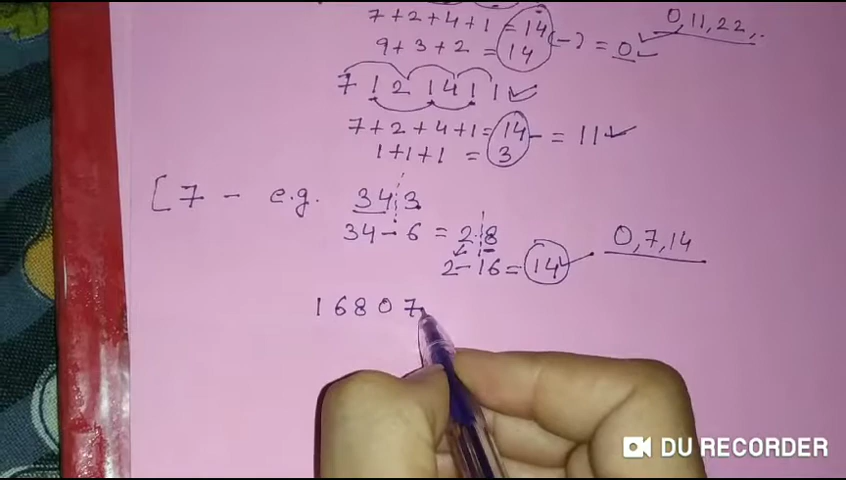 7+2+4+1 = 14
9+3+2 = 14 (-) = 0
0,11,22,.
7 1 2 1 4 1 1
7+2+4+1 = 14 - = 11
1+1+1 = 3
[7 - e.g. 343
34 - 6 = 28
2 - 16 = 14
0,7,14
16807
DU RECORDER